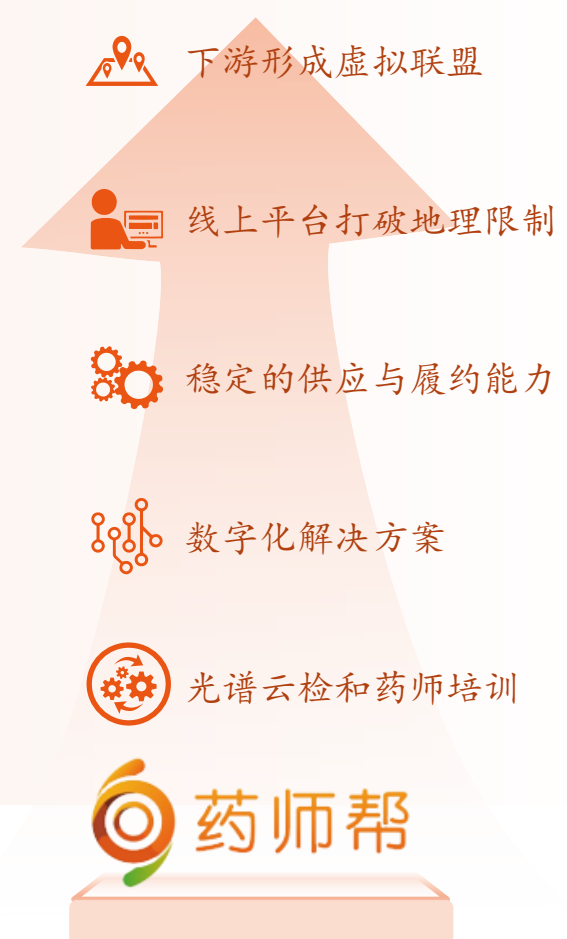 下游形成虚拟联盟
线上平台打破地理限制
稳定的供应与履约能力
数字化解决方案
光谱云检和药师培训
药师帮